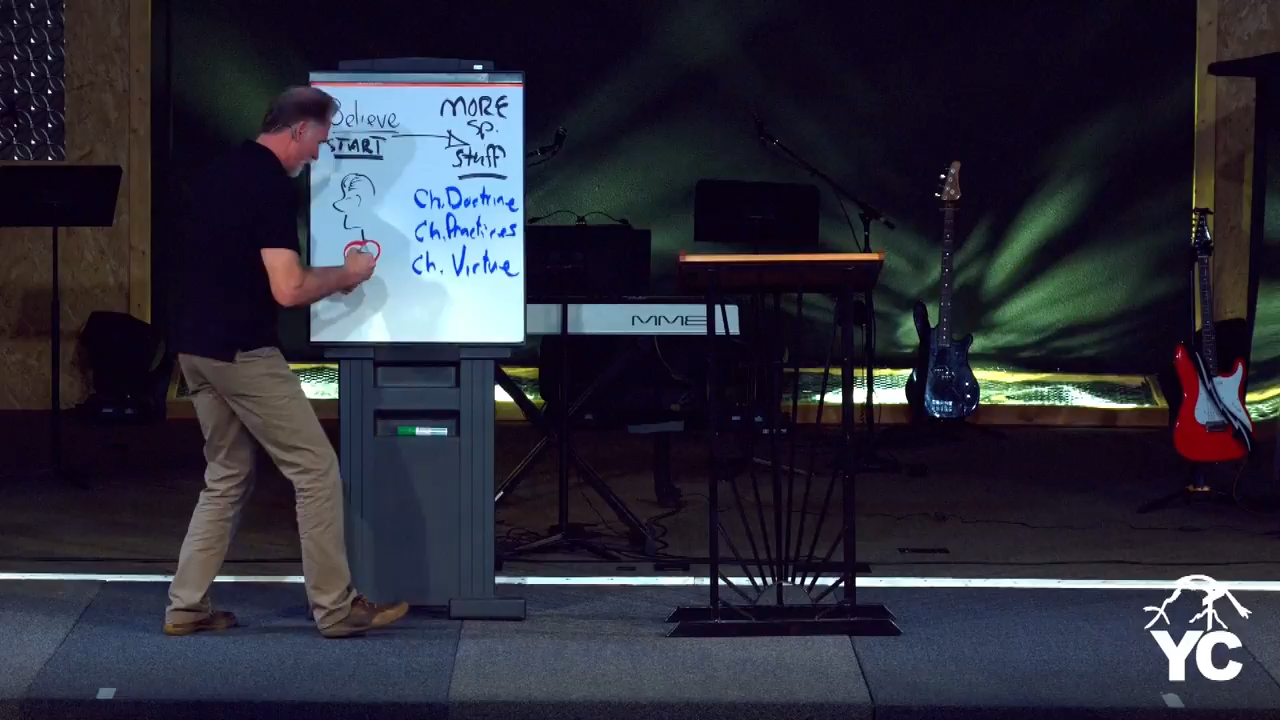 Believe
START
MORE
sp.
stuff
Ch. Doctrine
Ch. Practices
Ch. Virtue
MME
YC